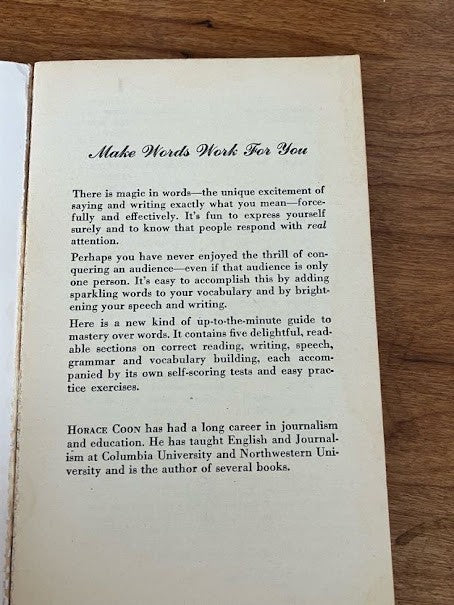 Make Words Work For You
There is magic in words—the unique excitement of
saying and writing exactly what you mean—force-
fully and effectively. It's fun to express yourself
surely and to know that people respond with real
attention.
Perhaps you have never enjoyed the thrill of con-
quering an audience—even if that audience is only
one person. It's easy to accomplish this by adding
sparkling words to your vocabulary and by bright-
ening your speech and writing.
Here is a new kind of up-to-the-minute guide to
mastery over words. It contains five delightful, read-
able sections on correct reading, writing, speech,
grammar and vocabulary building, each accom-
panied by its own self-scoring tests and easy prac-
tice exercises.
HORACE COON has had a long career in journalism
and education. He has taught English and Journal-
ism at Columbia University and Northwestern Uni-
versity and is the author of several books.